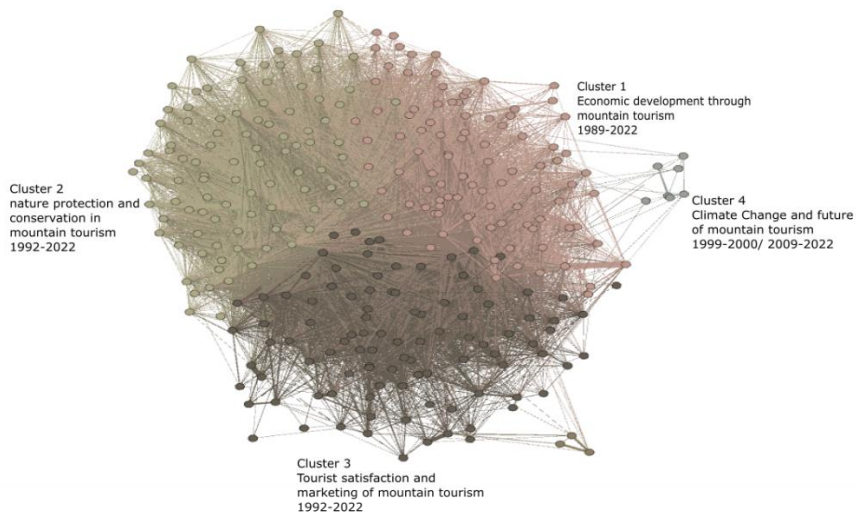 Cluster 1
Economic development through
mountain tourism
1989-2022
Cluster 2
nature protection and
conservation in
mountain tourism
1992-2022
Cluster 4
Climate Change and future
of mountain tourism
1999-2000/ 2009-2022
Cluster 3
Tourist satisfaction and
marketing of mountain tourism
1992-2022